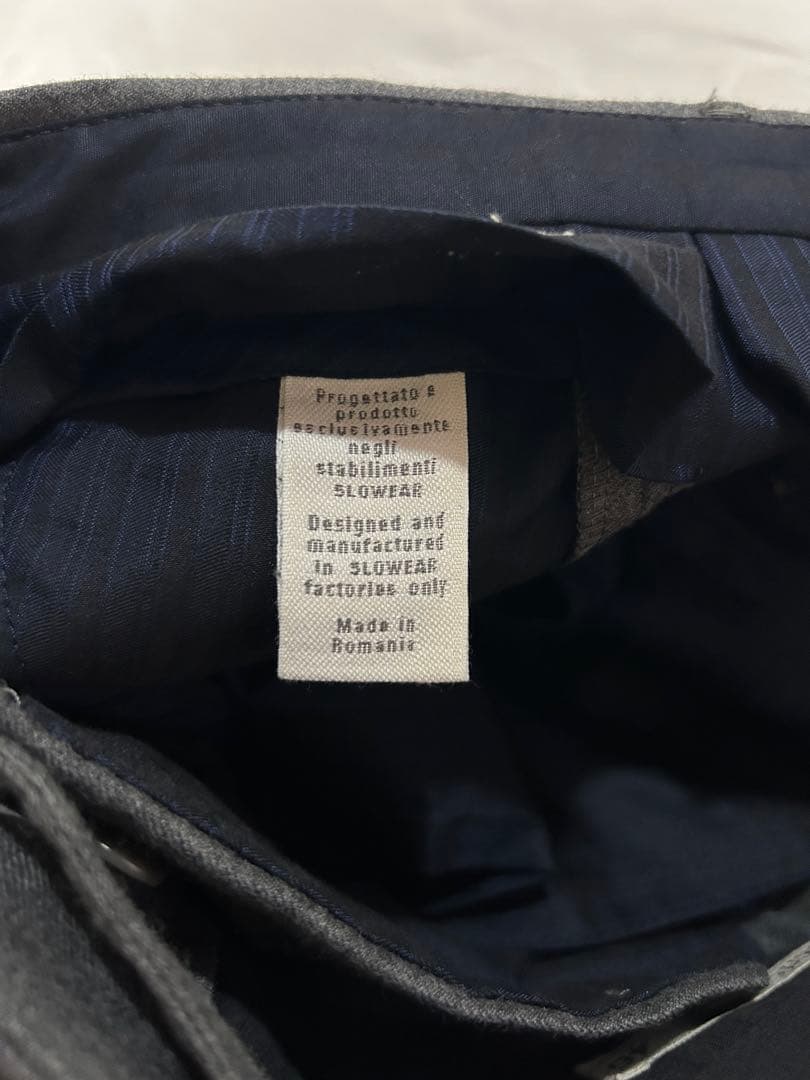 Progettato e
prodotto
esclusivamente
negli
stabilimenti
SLOWEAR
Designed and
manufactured
in SLOWEAR
factories only
Made in
Romania